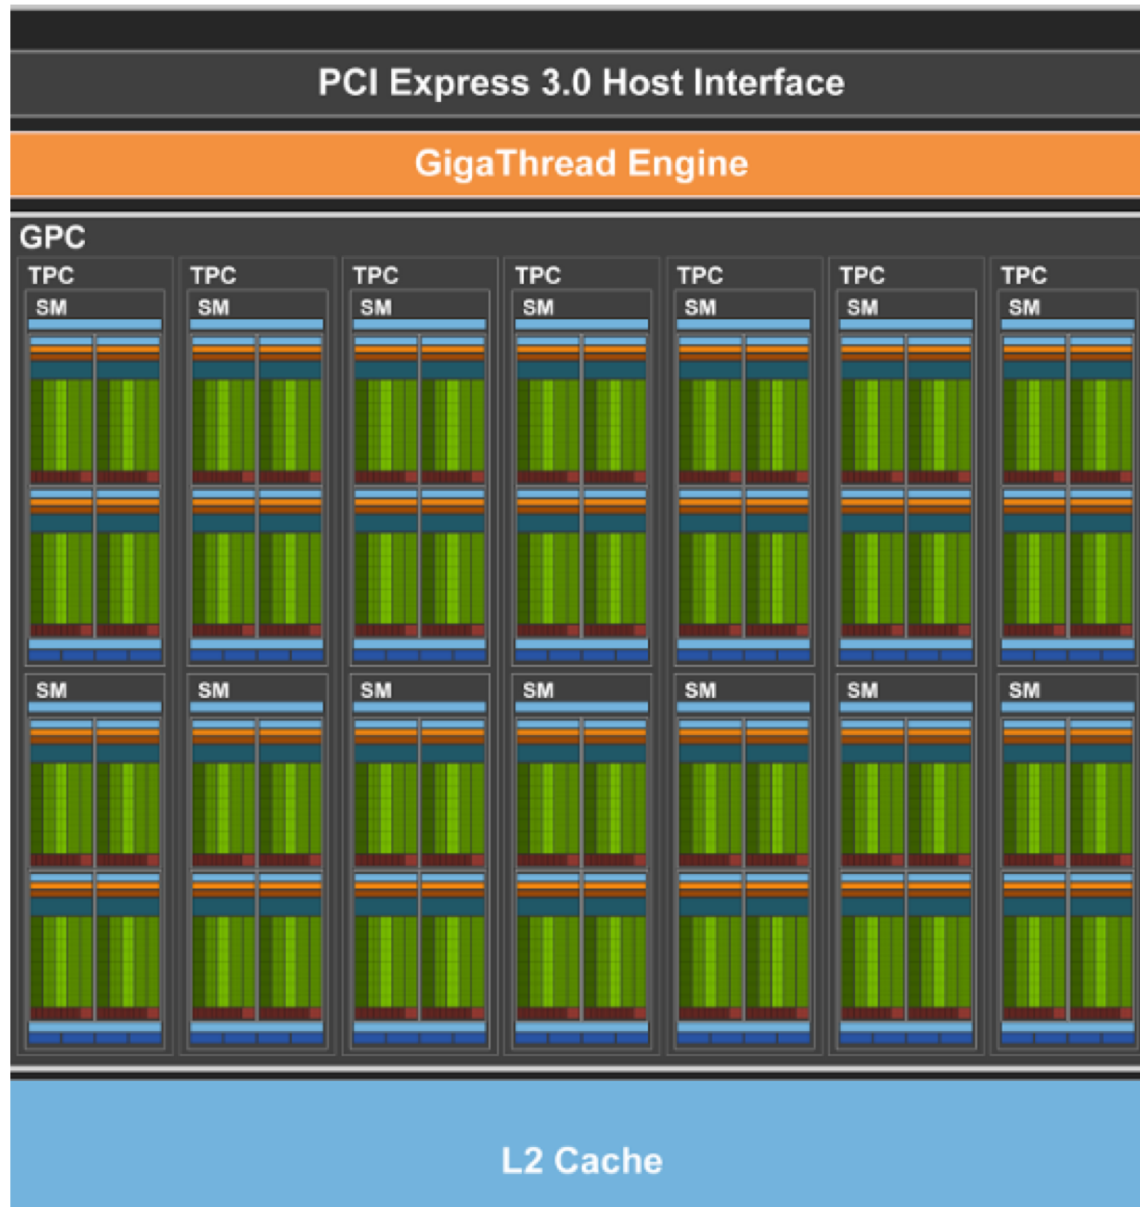 PCI Express 3.0 Host Interface
GigaThread Engine
GPC
TPC TPC TPC TPC TPC TPC TPC
SM SM SM SM SM SM SM
SM SM SM SM SM SM SM
L2 Cache